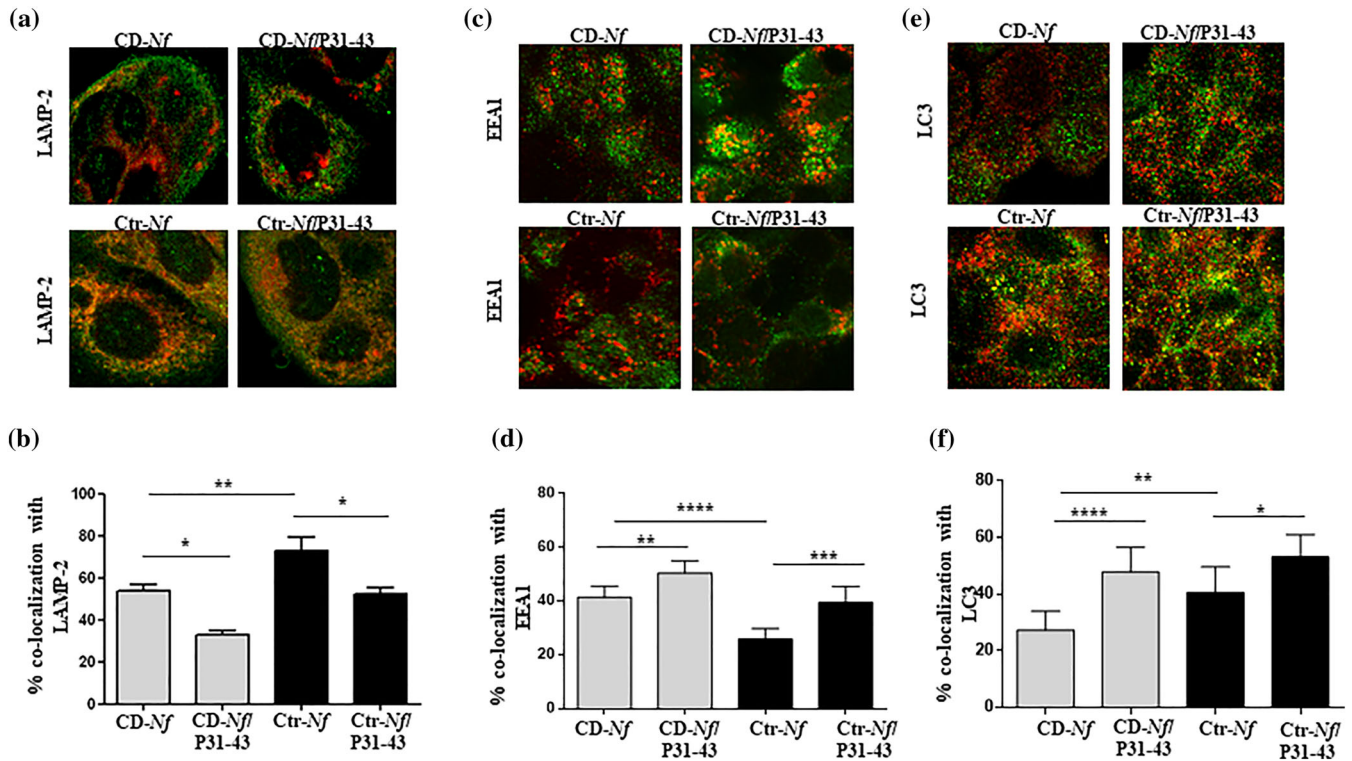 (a)
CD-Nf
CD-Nf/P31-43
LAMP-2
Ctr-Nf
Ctr-Nf/P31-43
LAMP-2
(c)
CD-Nf
CD-Nf/P31-43
EEA1
Ctr-Nf
Ctr-Nf/P31-43
EEA1
(e)
CD-Nf
CD-Nf/P31-43
LC3
Ctr-Nf
Ctr-Nf/P31-43
LC3
(b)
% co-localization with
LAMP-2
100
80
60
40
20
0
**
*
*
CD-Nf
CD-Nf/
P31-43
Ctr-Nf
Ctr-Nf/
P31-43
(d)
% co-localization with
EEA1
80
60
40
20
0
****
**
***
CD-Nf
CD-Nf/
P31-43
Ctr-Nf
Ctr-Nf/
P31-43
(f)
% co-localization with
LC3
80
60
40
20
0
**
****
*
CD-Nf
CD-Nf/
P31-43
Ctr-Nf
Ctr-Nf/
P31-43